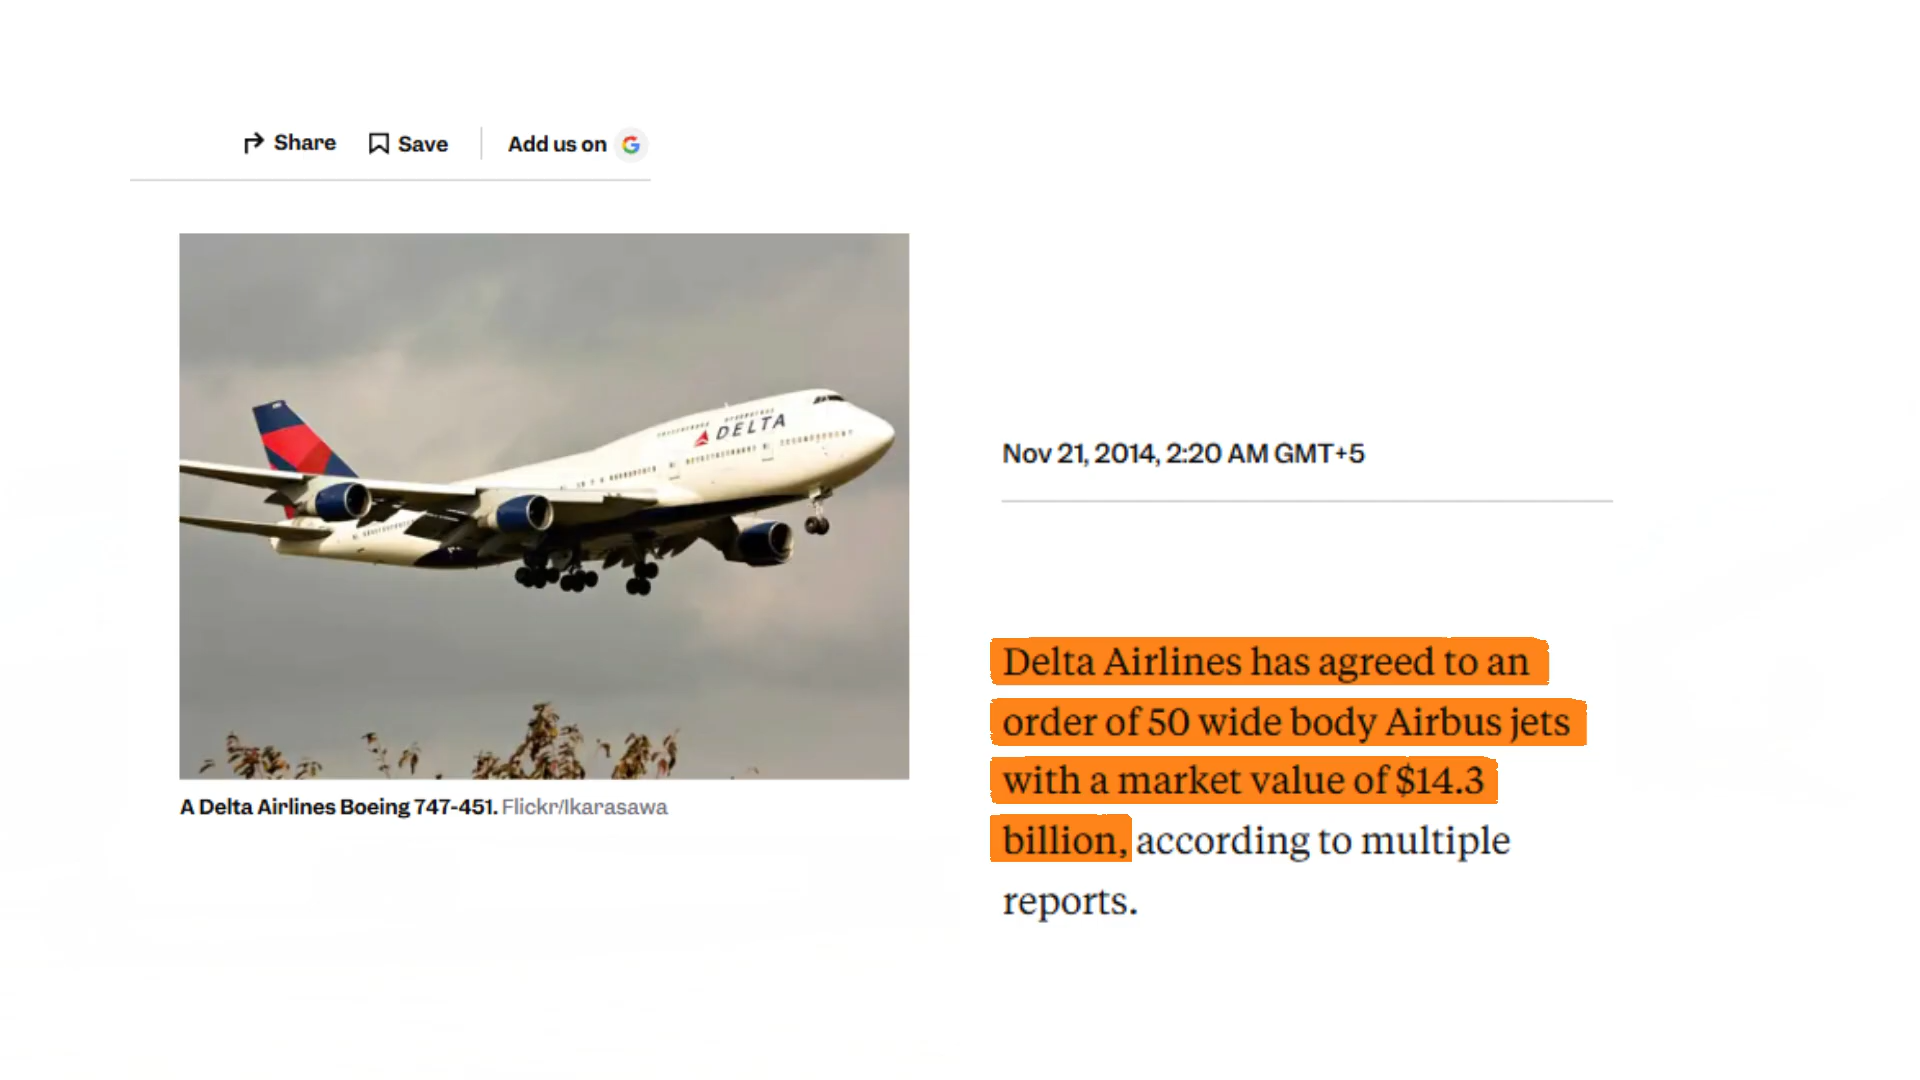 Share Save Add us on G
DELTA
A Delta Airlines Boeing 747-451. Flickr/Ikarasawa
Nov 21, 2014, 2:20 AM GMT+5
Delta Airlines has agreed to an
order of 50 wide body Airbus jets
with a market value of $14.3
billion, according to multiple
reports.